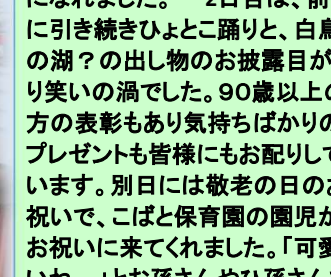 になれました。　2日目は、前
に引き続きひょとこ踊りと、白鳥
の湖？の出し物のお披露目が
り笑いの渦でした。90歳以上の
方の表彰もあり気持ちばかりの
プレゼントも皆様にもお配りして
います。別日には敬老の日のお
祝いで、こばと保育園の園児が
お祝いに来てくれました。「可愛